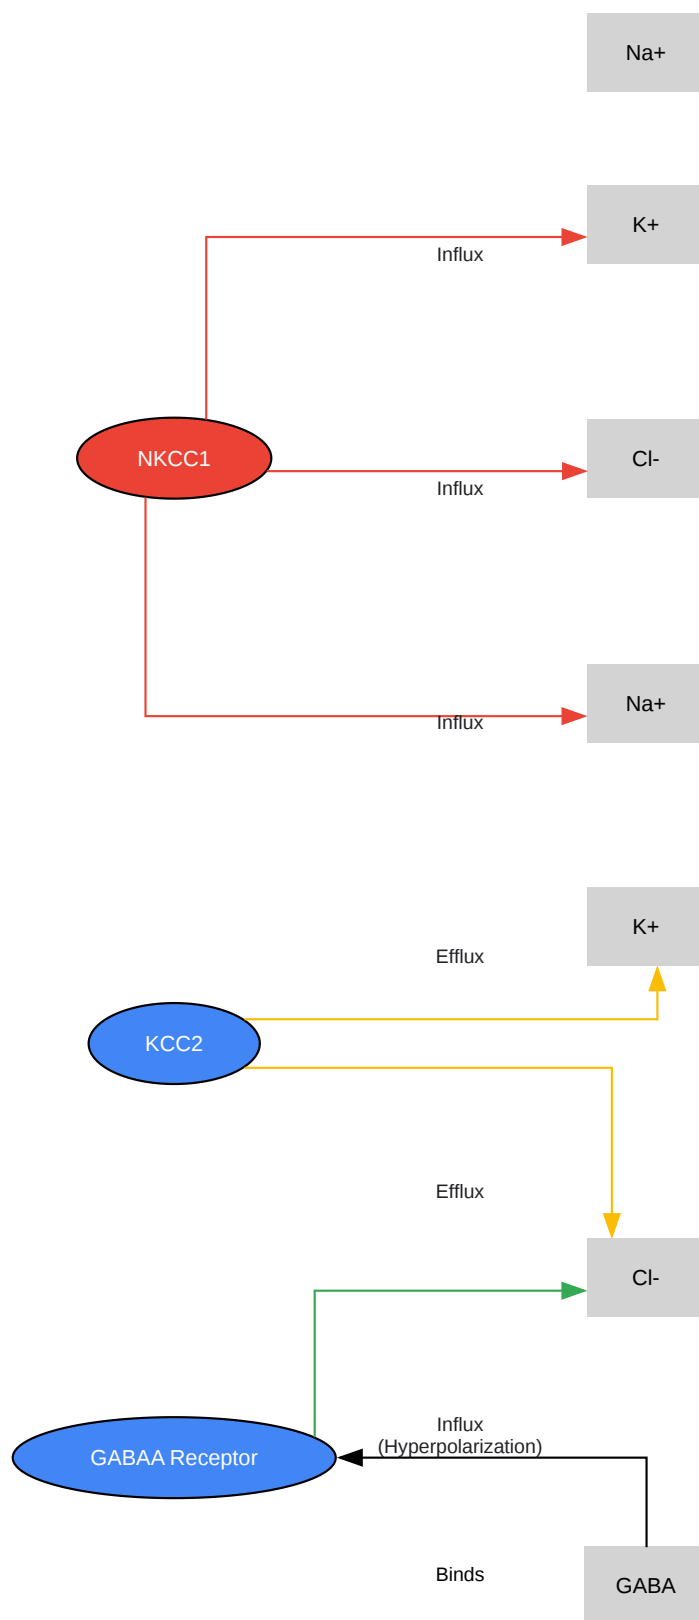 Na+
K+
Influx
NKCC1
Cl-
Influx
Na+
Influx
K+
Efflux
KCC2
Efflux
Cl-
Influx
(Hyperpolarization)
GABAA Receptor
Binds
GABA